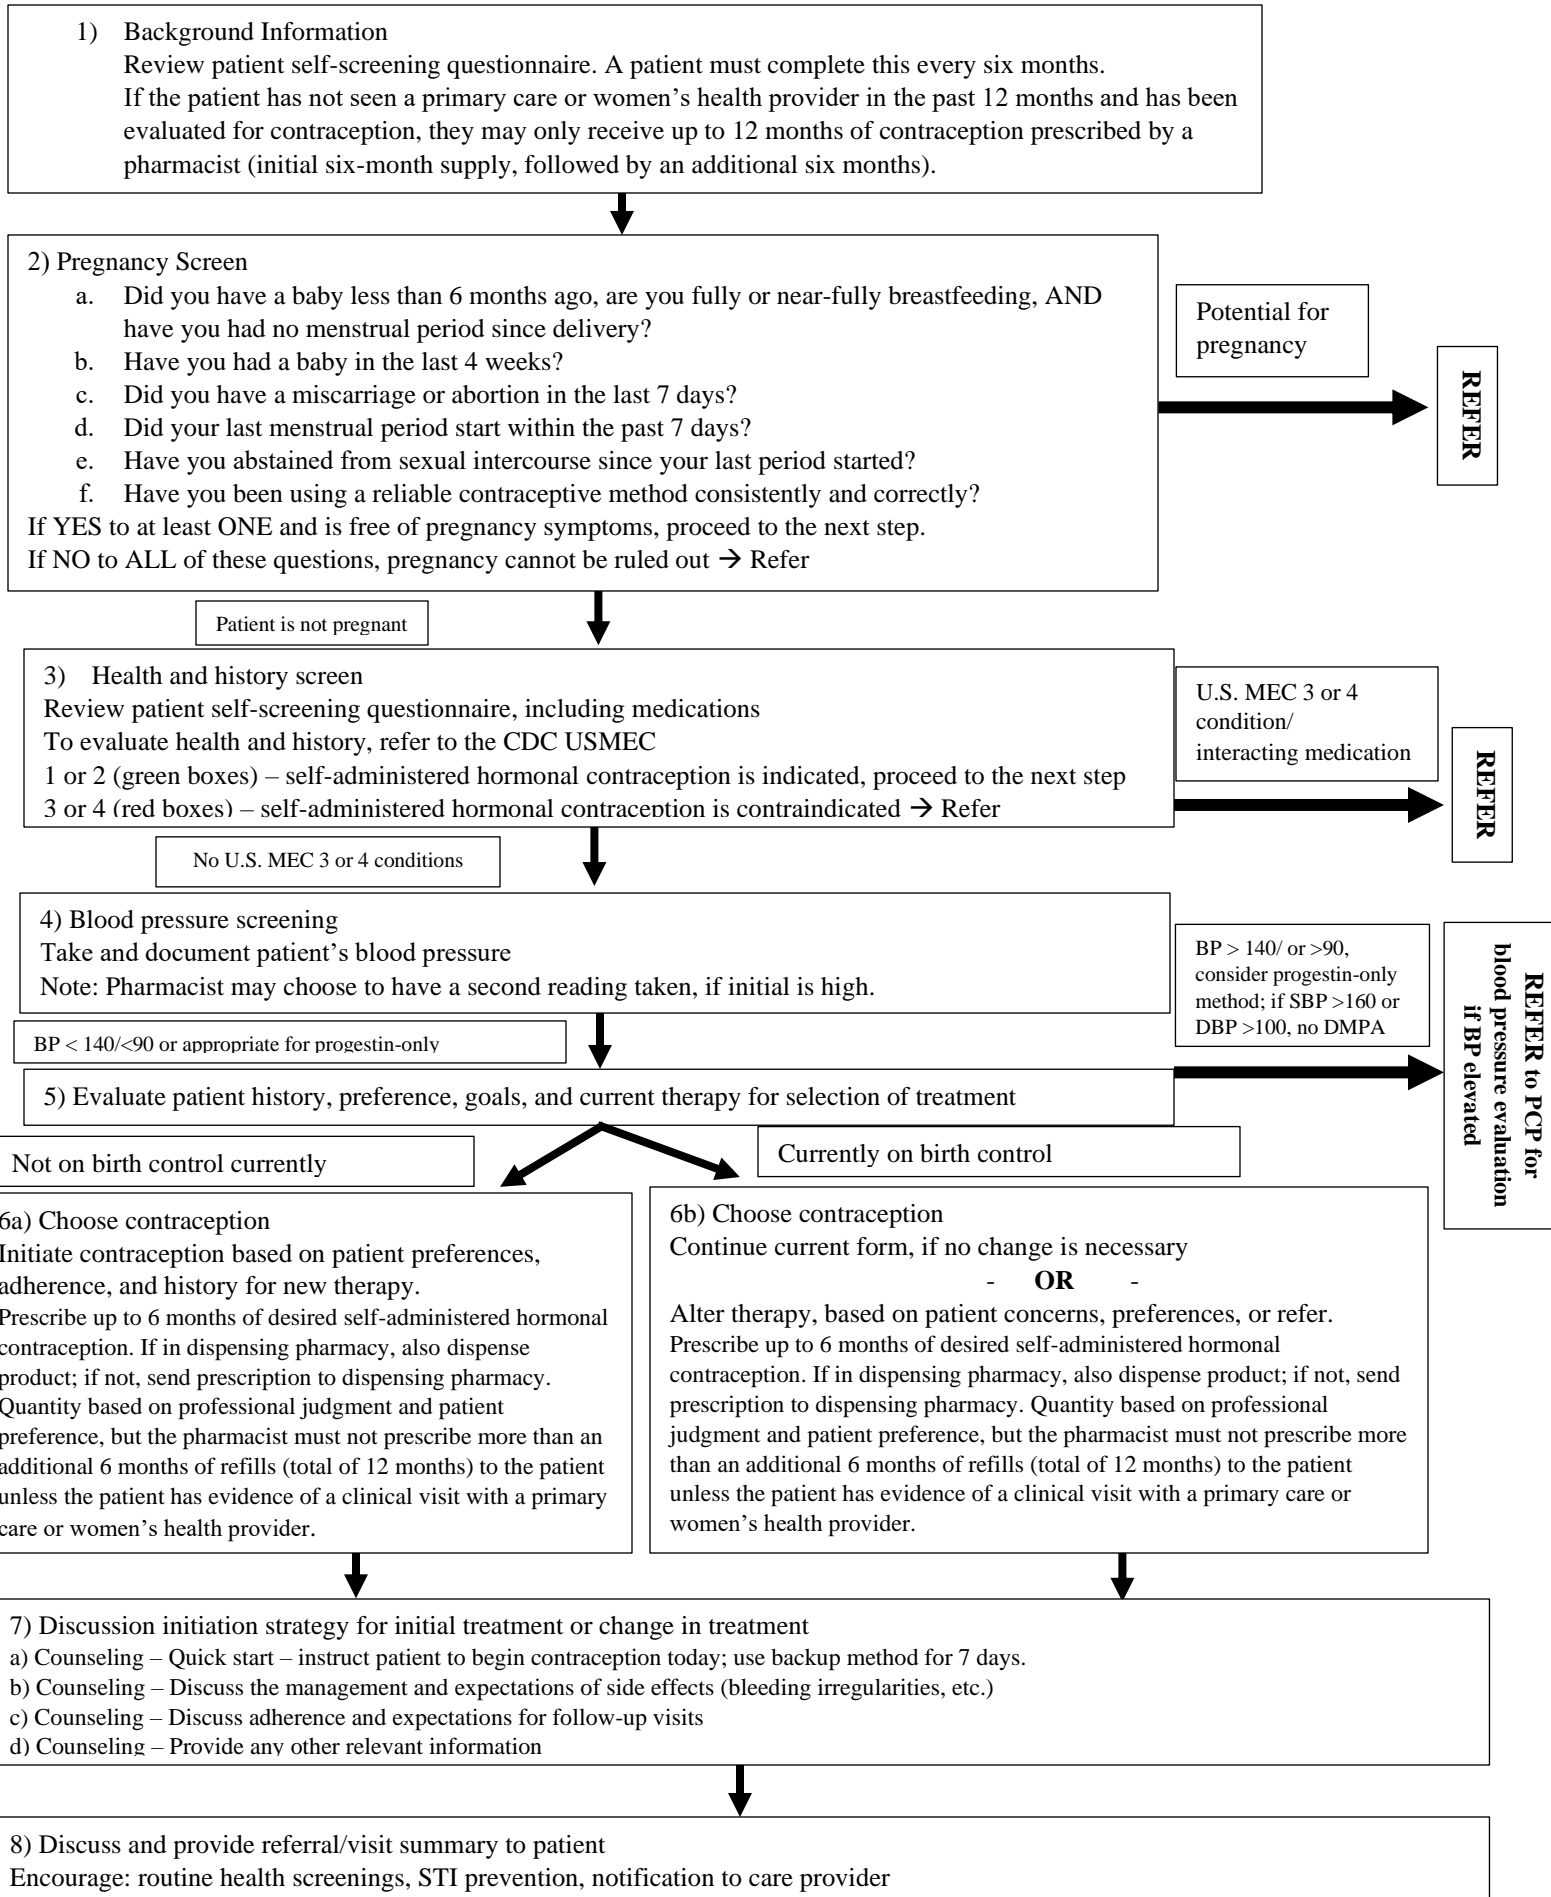 1) Background Information
Review patient self-screening questionnaire. A patient must complete this every six months.
If the patient has not seen a primary care or women’s health provider in the past 12 months and has been
evaluated for contraception, they may only receive up to 12 months of contraception prescribed by a
pharmacist (initial six-month supply, followed by an additional six months).
2) Pregnancy Screen
a. Did you have a baby less than 6 months ago, are you fully or near-fully breastfeeding, AND
have you had no menstrual period since delivery?
b. Have you had a baby in the last 4 weeks?
c. Did you have a miscarriage or abortion in the last 7 days?
d. Did your last menstrual period start within the past 7 days?
e. Have you abstained from sexual intercourse since your last period started?
f. Have you been using a reliable contraceptive method consistently and correctly?
If YES to at least ONE and is free of pregnancy symptoms, proceed to the next step.
If NO to ALL of these questions, pregnancy cannot be ruled out → Refer
Potential for
pregnancy
REFER
Patient is not pregnant
3) Health and history screen
Review patient self-screening questionnaire, including medications
To evaluate health and history, refer to the CDC USMEC
1 or 2 (green boxes) – self-administered hormonal contraception is indicated, proceed to the next step
3 or 4 (red boxes) – self-administered hormonal contraception is contraindicated → Refer
U.S. MEC 3 or 4
condition/
interacting medication
REFER
No U.S. MEC 3 or 4 conditions
4) Blood pressure screening
Take and document patient’s blood pressure
Note: Pharmacist may choose to have a second reading taken, if initial is high.
BP > 140/ or >90,
consider progestin-only
method; if SBP >160 or
DBP >100, no DMPA
REFER to PCP for
blood pressure evaluation
if BP elevated
BP < 140/<90 or appropriate for progestin-only
5) Evaluate patient history, preference, goals, and current therapy for selection of treatment
Not on birth control currently
Currently on birth control
6a) Choose contraception
Initiate contraception based on patient preferences,
adherence, and history for new therapy.
Prescribe up to 6 months of desired self-administered hormonal
contraception. If in dispensing pharmacy, also dispense
product; if not, send prescription to dispensing pharmacy.
Quantity based on professional judgment and patient
preference, but the pharmacist must not prescribe more than an
additional 6 months of refills (total of 12 months) to the patient
unless the patient has evidence of a clinical visit with a primary
care or women’s health provider.
6b) Choose contraception
Continue current form, if no change is necessary
- OR -
Alter therapy, based on patient concerns, preferences, or refer.
Prescribe up to 6 months of desired self-administered hormonal
contraception. If in dispensing pharmacy, also dispense product; if not, send
prescription to dispensing pharmacy. Quantity based on professional
judgment and patient preference, but the pharmacist must not prescribe more
than an additional 6 months of refills (total of 12 months) to the patient
unless the patient has evidence of a clinical visit with a primary care or
women’s health provider.
7) Discussion initiation strategy for initial treatment or change in treatment
a) Counseling – Quick start – instruct patient to begin contraception today; use backup method for 7 days.
b) Counseling – Discuss the management and expectations of side effects (bleeding irregularities, etc.)
c) Counseling – Discuss adherence and expectations for follow-up visits
d) Counseling – Provide any other relevant information
8) Discuss and provide referral/visit summary to patient
Encourage: routine health screenings, STI prevention, notification to care provider